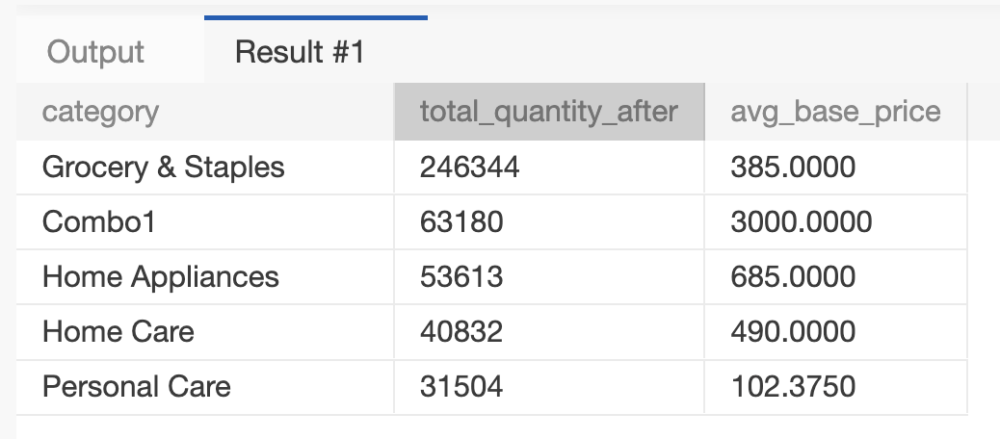 Output Result #1
category total_quantity_after avg_base_price
Grocery & Staples 246344 385.0000
Combo1 63180 3000.0000
Home Appliances 53613 685.0000
Home Care 40832 490.0000
Personal Care 31504 102.3750